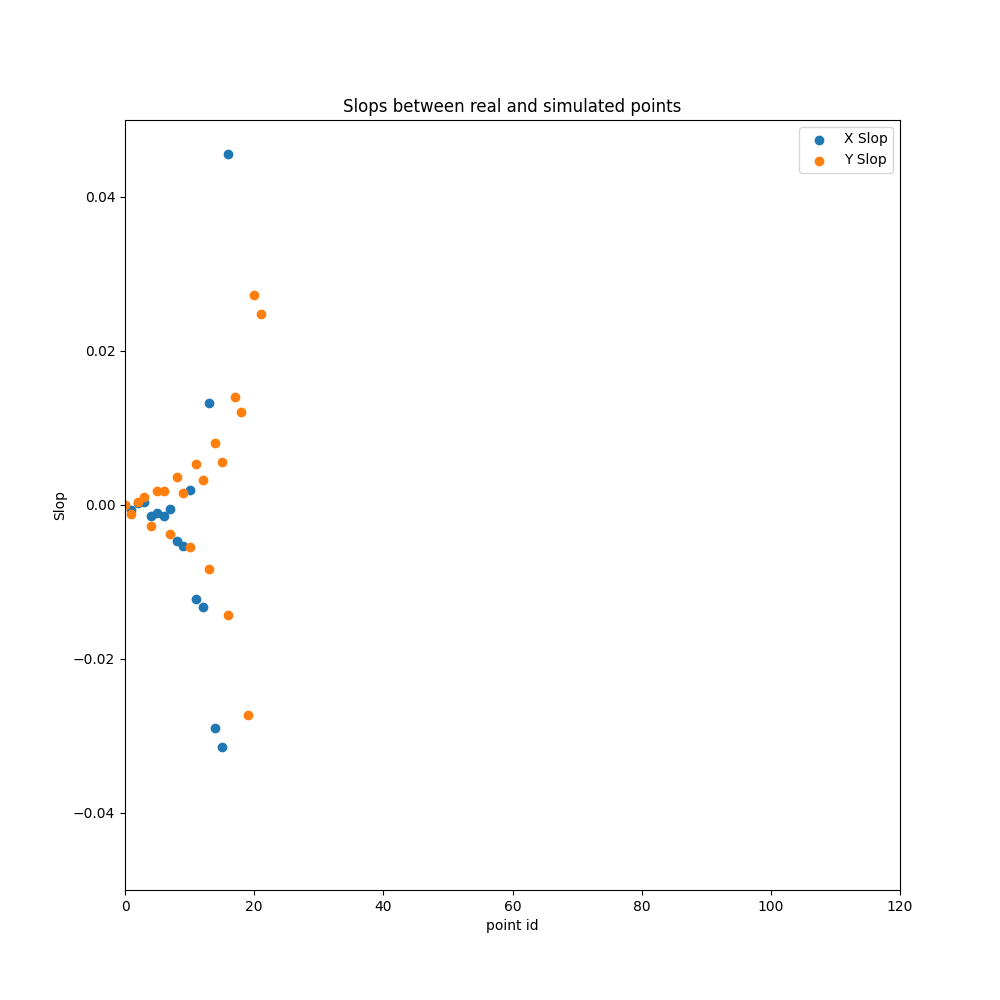 Slops between real and simulated points
X Slop
Y Slop
0.04
0.02
0.00
−0.02
−0.04
Slop
0 20 40 60 80 100 120
point id